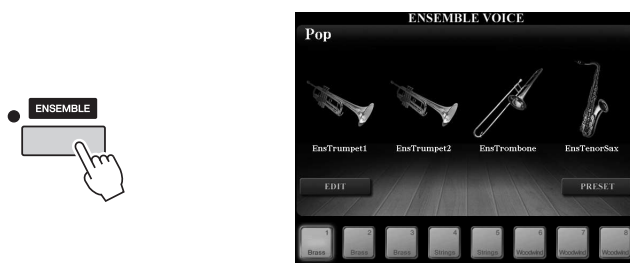 ENSEMBLE
ENSEMBLE VOICE
Pop
EnsTrumpet1 EnsTrumpet2 EnsTrombone EnsTenorSax
EDIT PRESET
1 2 3 4 5 6 7 8
Brass Brass Brass Strings Strings Woodwind Woodwind Woodwind